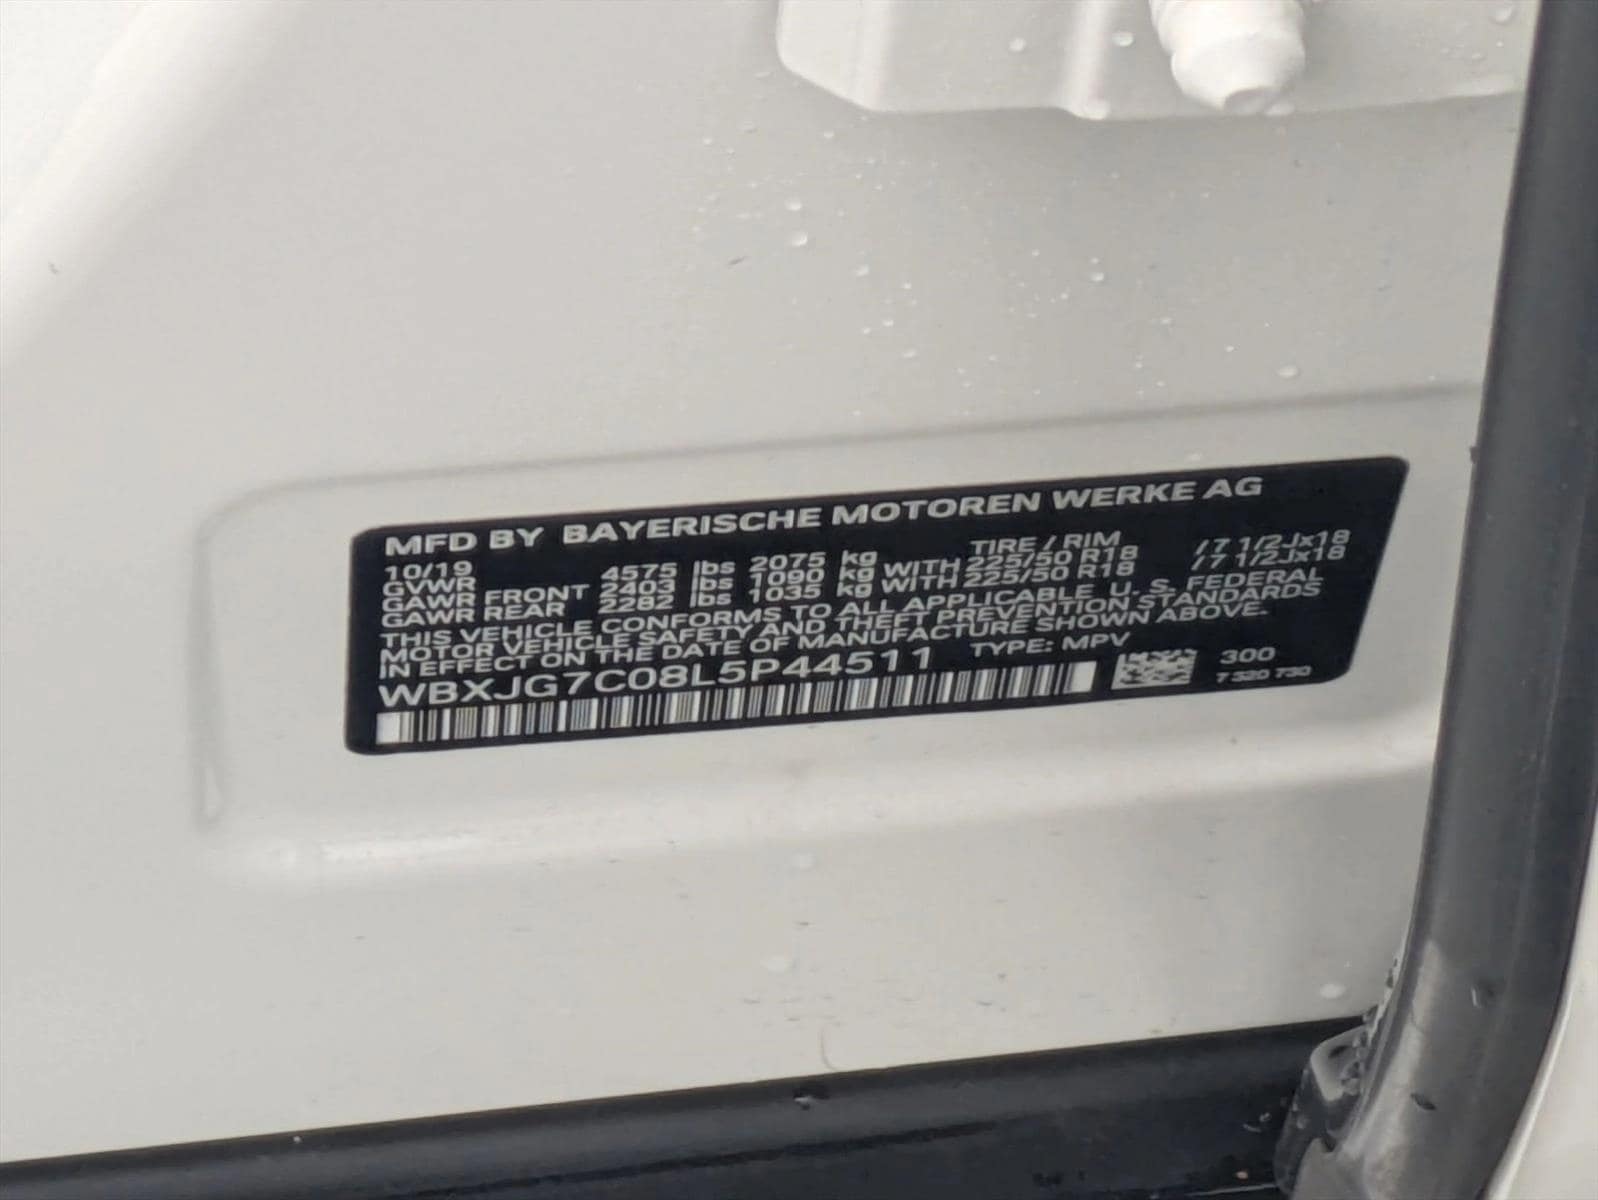 MFD BY BAYERISCHE MOTOREN WERKE AG
10/19 TIRE / RIM
GVWR 4575 lbs 2075 kg
GAWR FRONT 2403 lbs 1090 kg WITH 225/50 R18 / 7 1/2Jx18
GAWR REAR 2282 lbs 1035 kg WITH 225/50 R18 / 7 1/2Jx18
THIS VEHICLE CONFORMS TO ALL APPLICABLE U. S. FEDERAL
MOTOR VEHICLE SAFETY AND THEFT PREVENTION STANDARDS
IN EFFECT ON THE DATE OF MANUFACTURE SHOWN ABOVE.
WBXJG7C08L5P44511 TYPE: MPV
300
7 320 730